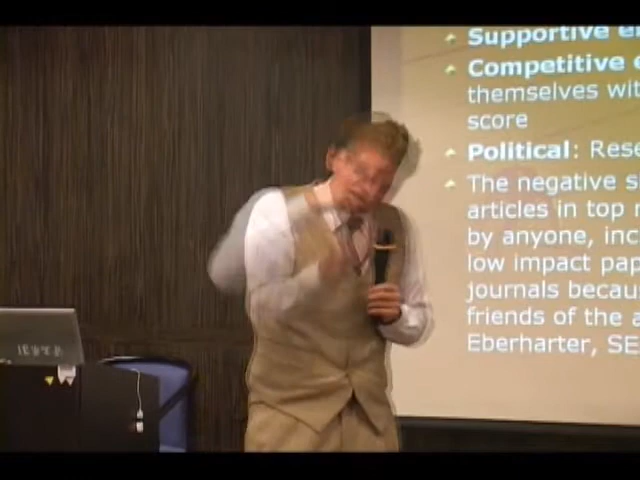 Supportive
Competitive
themselves
score
Political: Rese
The negative
articles in top
by anyone, inc
low impact pap
journals becau
friends of the a
Eberharter, SE